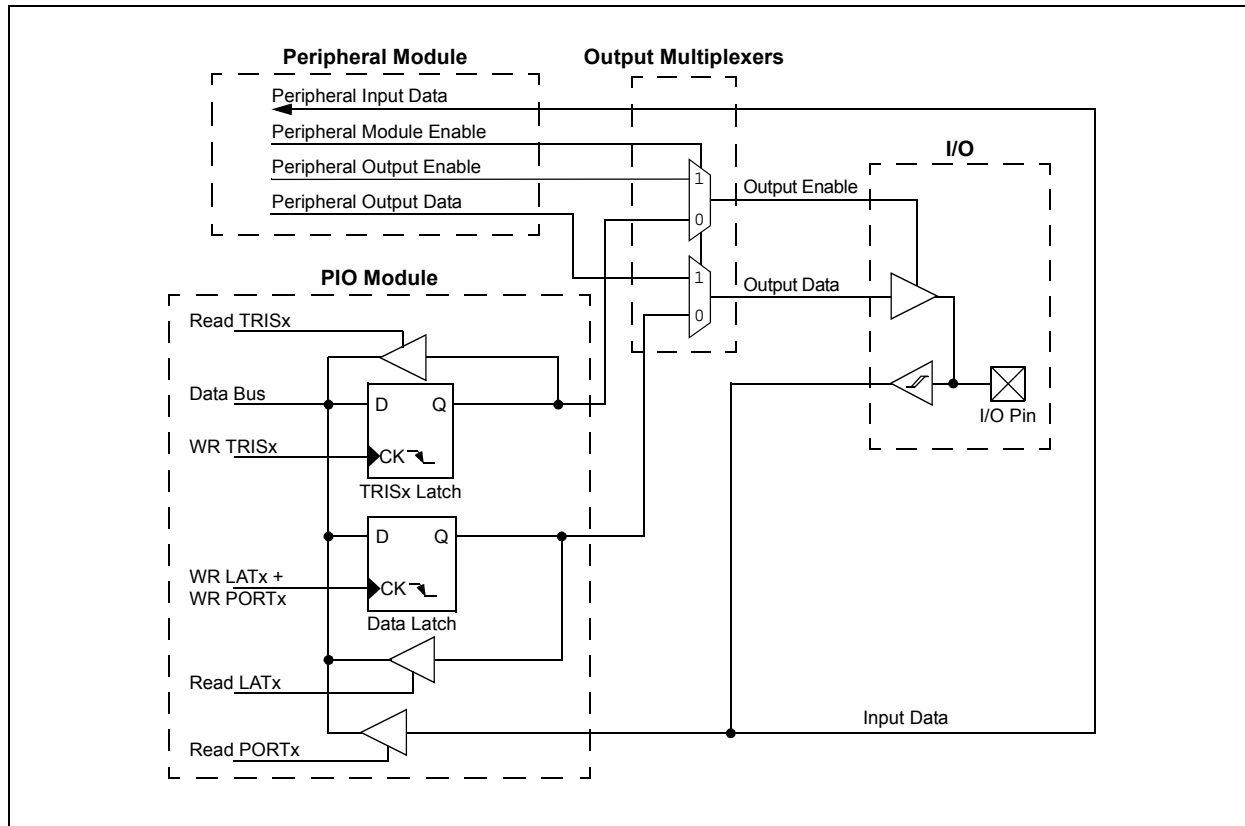 Peripheral Module
Output Multiplexers
Peripheral Input Data
Peripheral Module Enable
Peripheral Output Enable
Peripheral Output Data
1
0
Output Enable
I/O
1
0
Output Data
I/O Pin
PIO Module
Read TRISx
Data Bus
D Q
WR TRISx
CK
TRISx Latch
D Q
WR LATx +
WR PORTx
CK
Data Latch
Read LATx
Input Data
Read PORTx